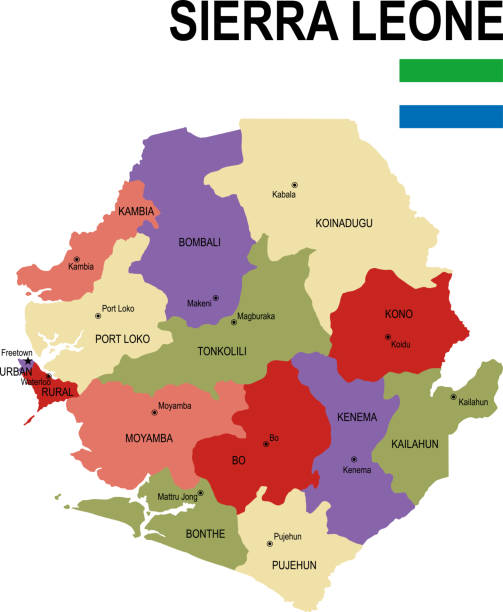 SIERRA LEONE
Kabala
KAMBIA
KOINADUGU
BOMBALI
Kambia
Makeni
Port Loko
Magburaka
KONO
PORT LOKO
Koidu
TONKOLILI
Freetown
URBAN
Waterloo
RURAL
Kailahun
Moyamba
KENEMA
MOYAMBA
Bo
KAILAHUN
BO
Kenema
Mattru Jong
BONTHE
Pujehun
PUJEHUN